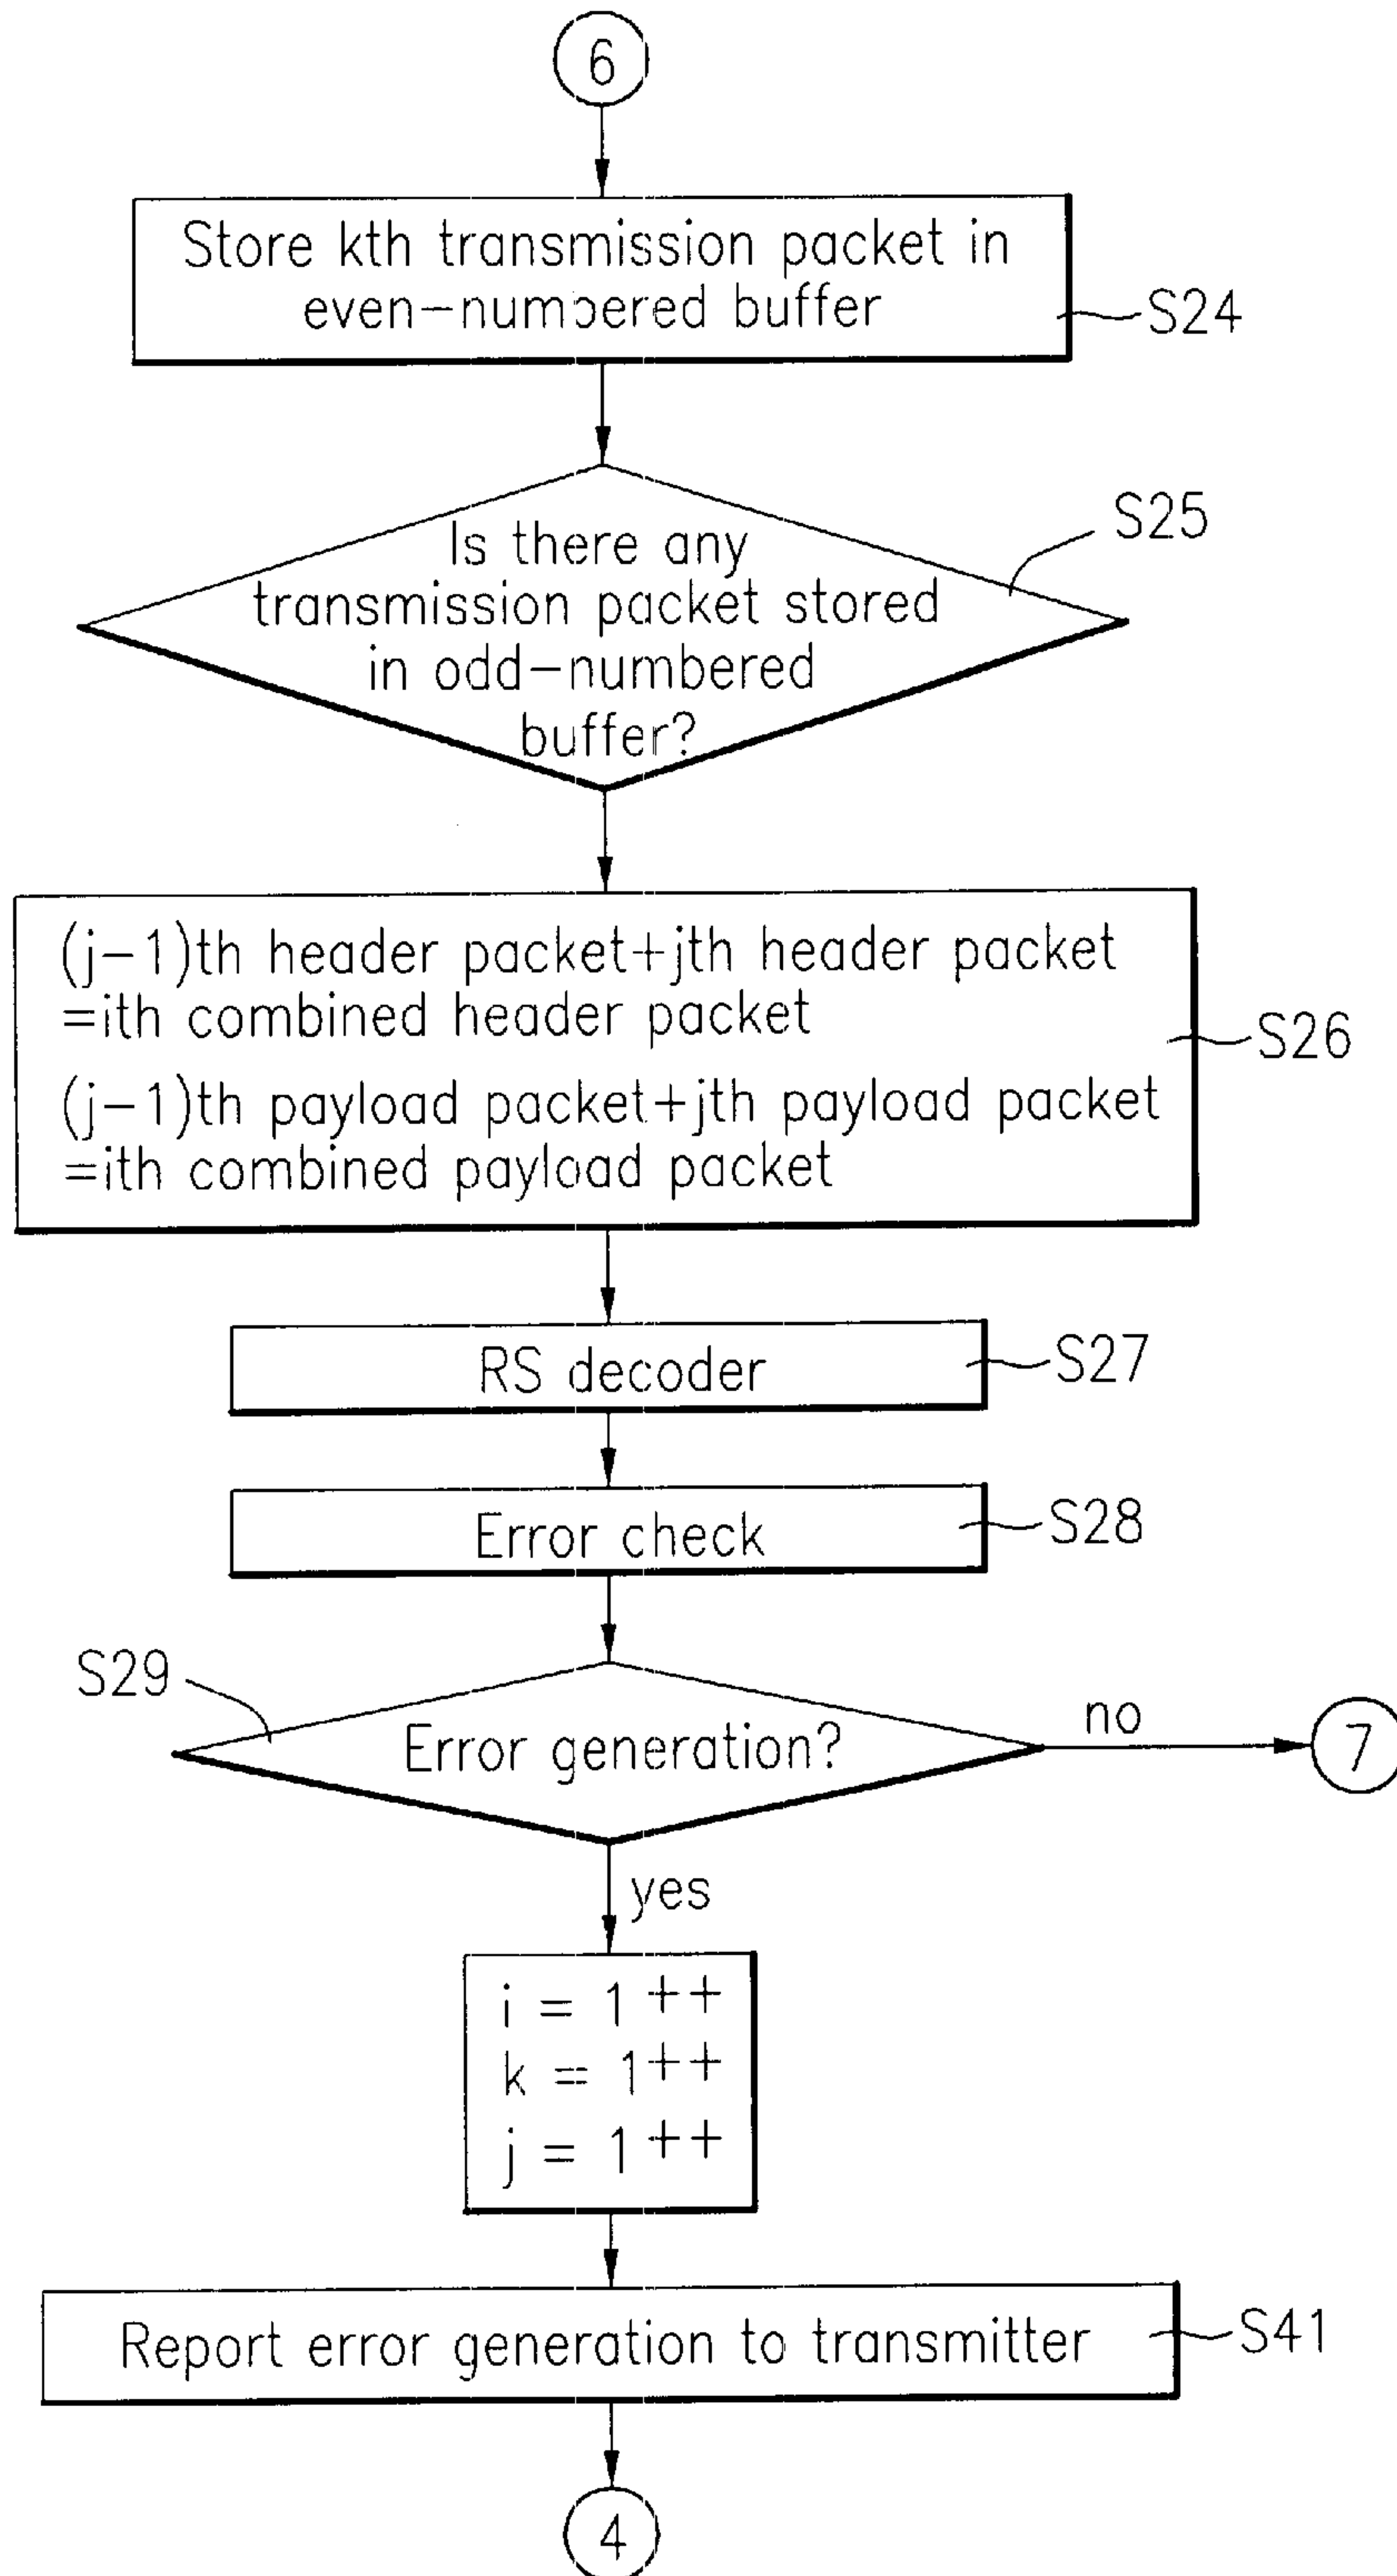 6
Store kth transmission packet in
even-numbered buffer
S24
S25
Is there any
transmission packet stored
in odd-numbered
buffer?
(j-1)th header packet+jth header packet
=ith combined header packet
(j-1)th payload packet+jth payload packet
=ith combined payload packet
S26
RS decoder
S27
Error check
S28
S29
Error generation?
no
7
yes
i = 1 ++
k = 1 ++
j = 1 ++
Report error generation to transmitter
S41
4